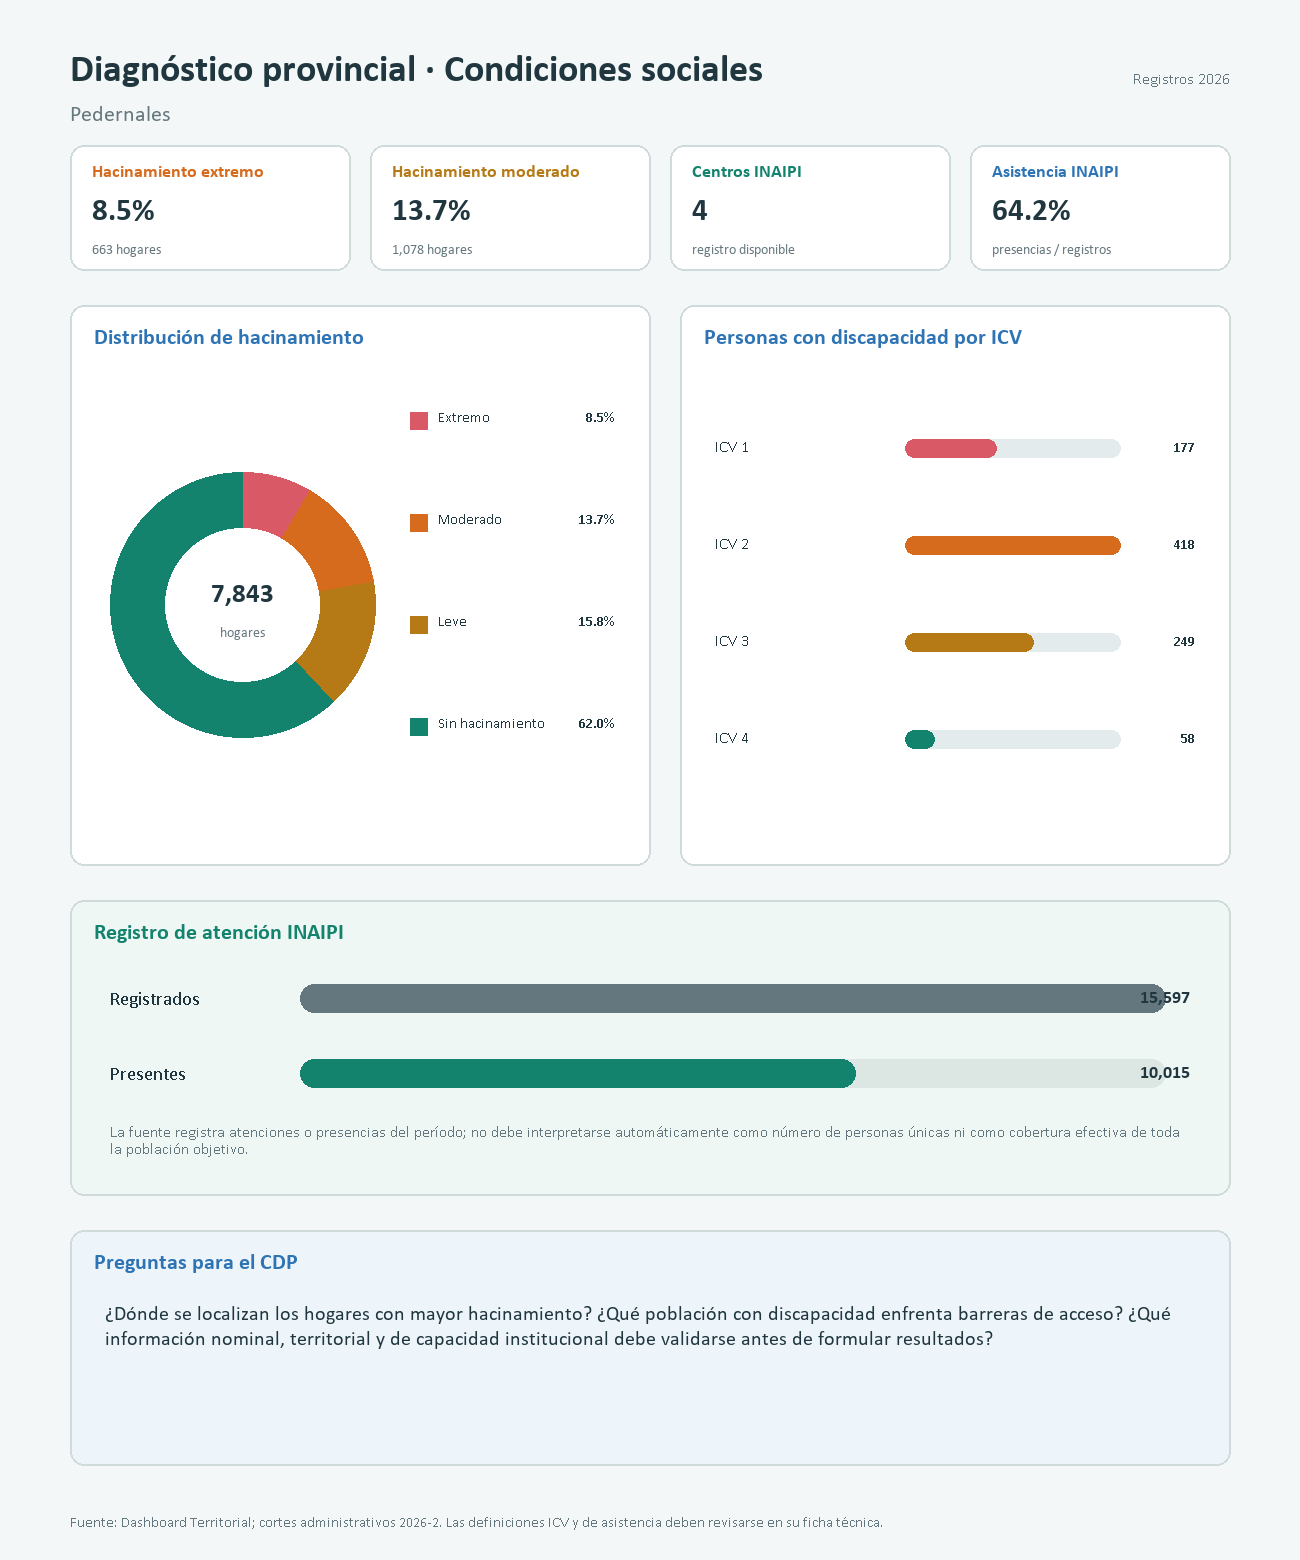 Diagnóstico provincial · Condiciones sociales
Registros 2026
Pedernales
Hacinamiento extremo
8.5%
663 hogares
Hacinamiento moderado
13.7%
1,078 hogares
Centros INAIPI
4
registro disponible
Asistencia INAIPI
64.2%
presencias / registros
Distribución de hacinamiento
7,843
hogares
Extremo 8.5%
Moderado 13.7%
Leve 15.8%
Sin hacinamiento 62.0%
Personas con discapacidad por ICV
ICV 1 177
ICV 2 418
ICV 3 249
ICV 4 58
Registro de atención INAIPI
Registrados 15,597
Presentes 10,015
La fuente registra atenciones o presencias del período; no debe interpretarse automáticamente como número de personas únicas ni como cobertura efectiva de toda
la población objetivo.
Preguntas para el CDP
¿Dónde se localizan los hogares con mayor hacinamiento? ¿Qué población con discapacidad enfrenta barreras de acceso? ¿Qué
información nominal, territorial y de capacidad institucional debe validarse antes de formular resultados?
Fuente: Dashboard Territorial; cortes administrativos 2026-2. Las definiciones ICV y de asistencia deben revisarse en su ficha técnica.